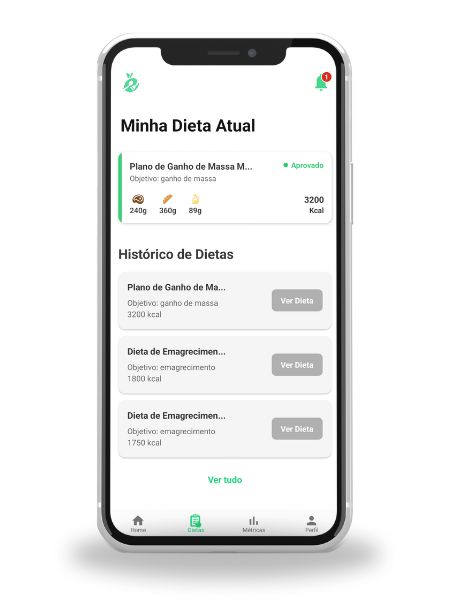 1
Minha Dieta Atual
Plano de Ganho de Massa M...
Aprovado
Objetivo: ganho de massa
240g 360g 89g
3200
Kcal
Histórico de Dietas
Plano de Ganho de Ma...
Objetivo: ganho de massa
3200 kcal
Ver Dieta
Dieta de Emagrecimen...
Objetivo: emagrecimento
1800 kcal
Ver Dieta
Dieta de Emagrecimen...
Objetivo: emagrecimento
1750 kcal
Ver Dieta
Ver tudo
Home Dietas Métricas Perfil